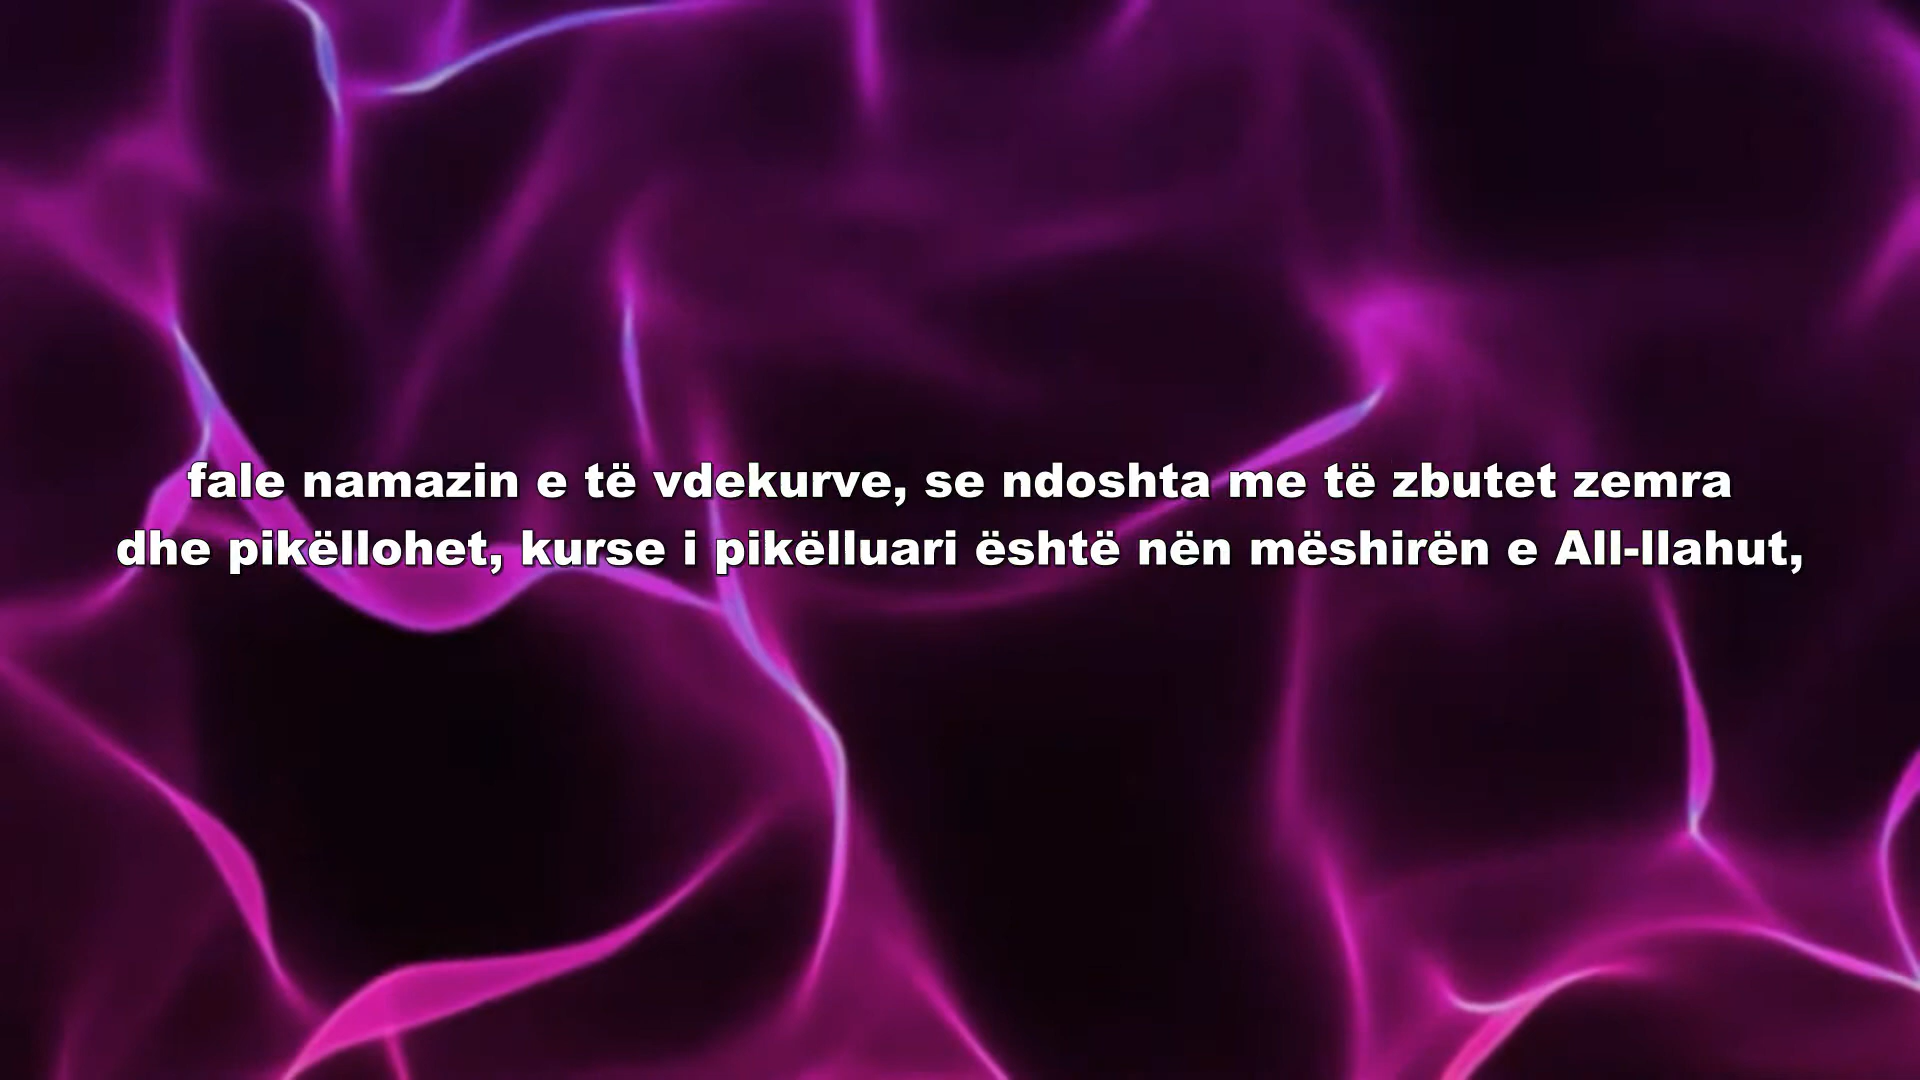 fale namazin e të vdekurve, se ndoshta me të zbutet zemra
dhe pikëllohet, kurse i pikëlluari është nën mëshirën e All-llahut,